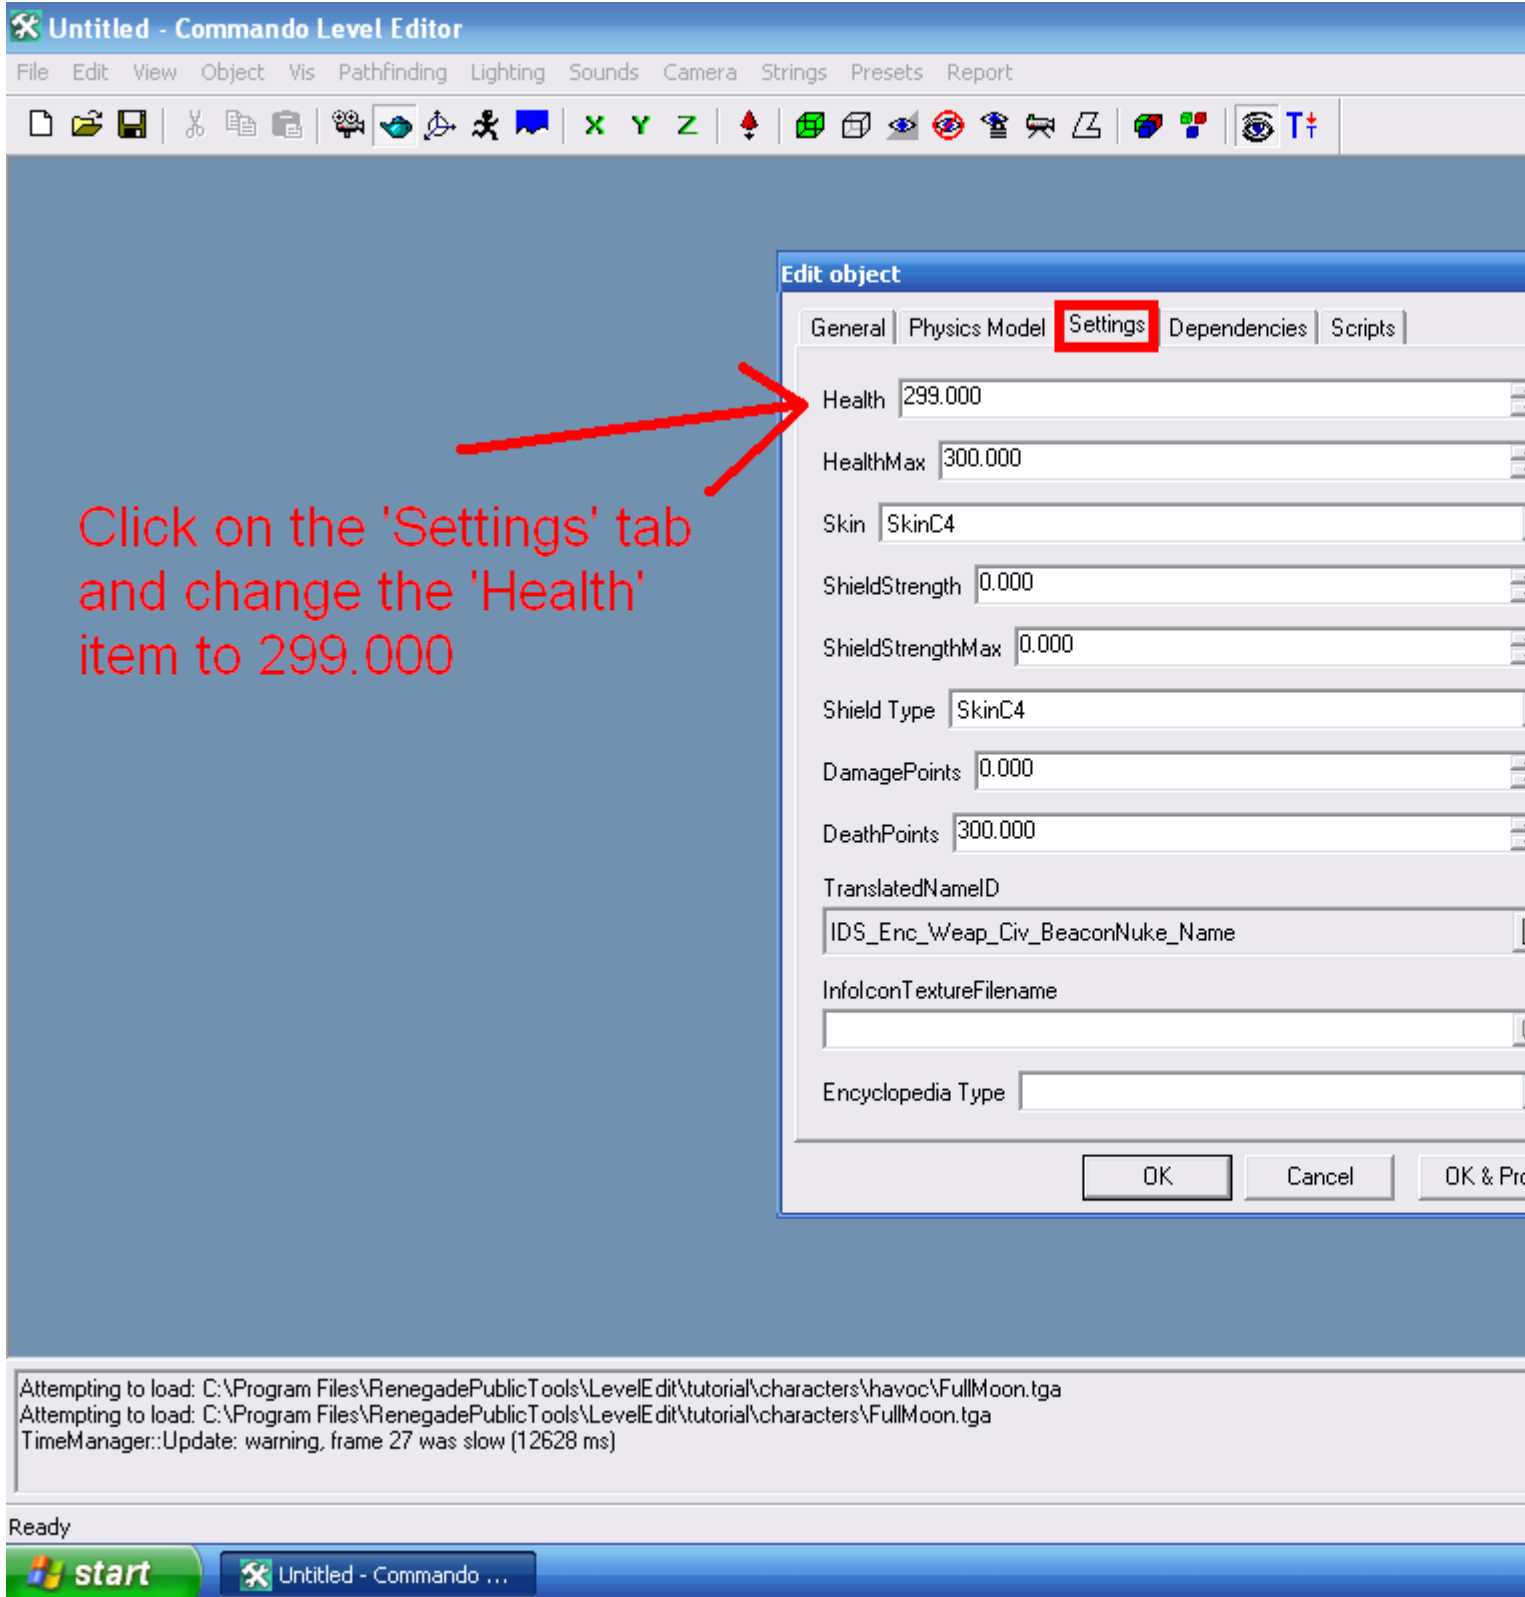 Untitled - Commando Level Editor
File Edit View Object Vis Pathfinding Lighting Sounds Camera Strings Presets Report
X Y Z T
Edit object
General Physics Model Settings Dependencies Scripts
Health 299.000
HealthMax 300.000
Skin SkinC4
ShieldStrength 0.000
ShieldStrengthMax 0.000
Shield Type SkinC4
DamagePoints 0.000
DeathPoints 300.000
TranslatedNameID
IDS_Enc_Weap_Civ_BeaconNuke_Name
InfoIconTextureFilename
Encyclopedia Type
OK Cancel OK & Pro
Click on the 'Settings' tab
and change the 'Health'
item to 299.000
Attempting to load: C:\Program Files\RenegadePublicTools\LevelEdit\tutorial\characters\havoc\FullMoon.tga
Attempting to load: C:\Program Files\RenegadePublicTools\LevelEdit\tutorial\characters\FullMoon.tga
TimeManager::Update: warning, frame 27 was slow (12628 ms)
Ready
start Untitled - Commando ...